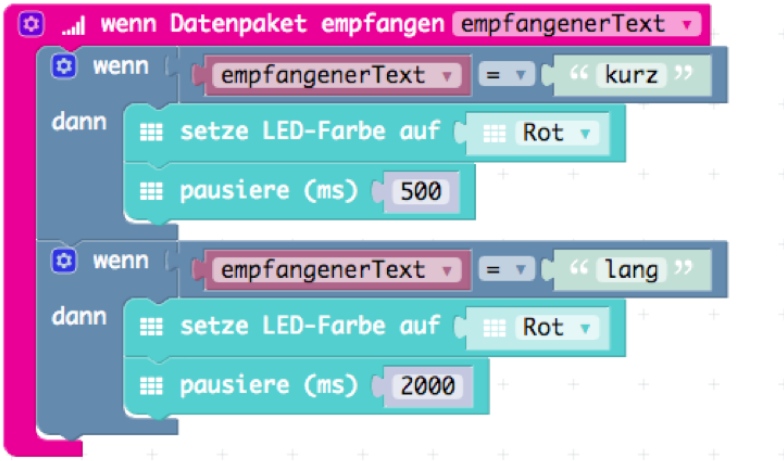 wenn Datenpaket empfangen empfangenerText
wenn empfangenerText = “ kurz ”
dann setze LED-Farbe auf Rot
pausiere (ms) 500
wenn empfangenerText = “ lang ”
dann setze LED-Farbe auf Rot
pausiere (ms) 2000